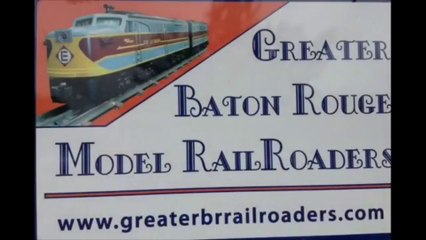 E
Greater
Baton Rouge
Model RailRoaders
www.greaterbrrailroaders.com